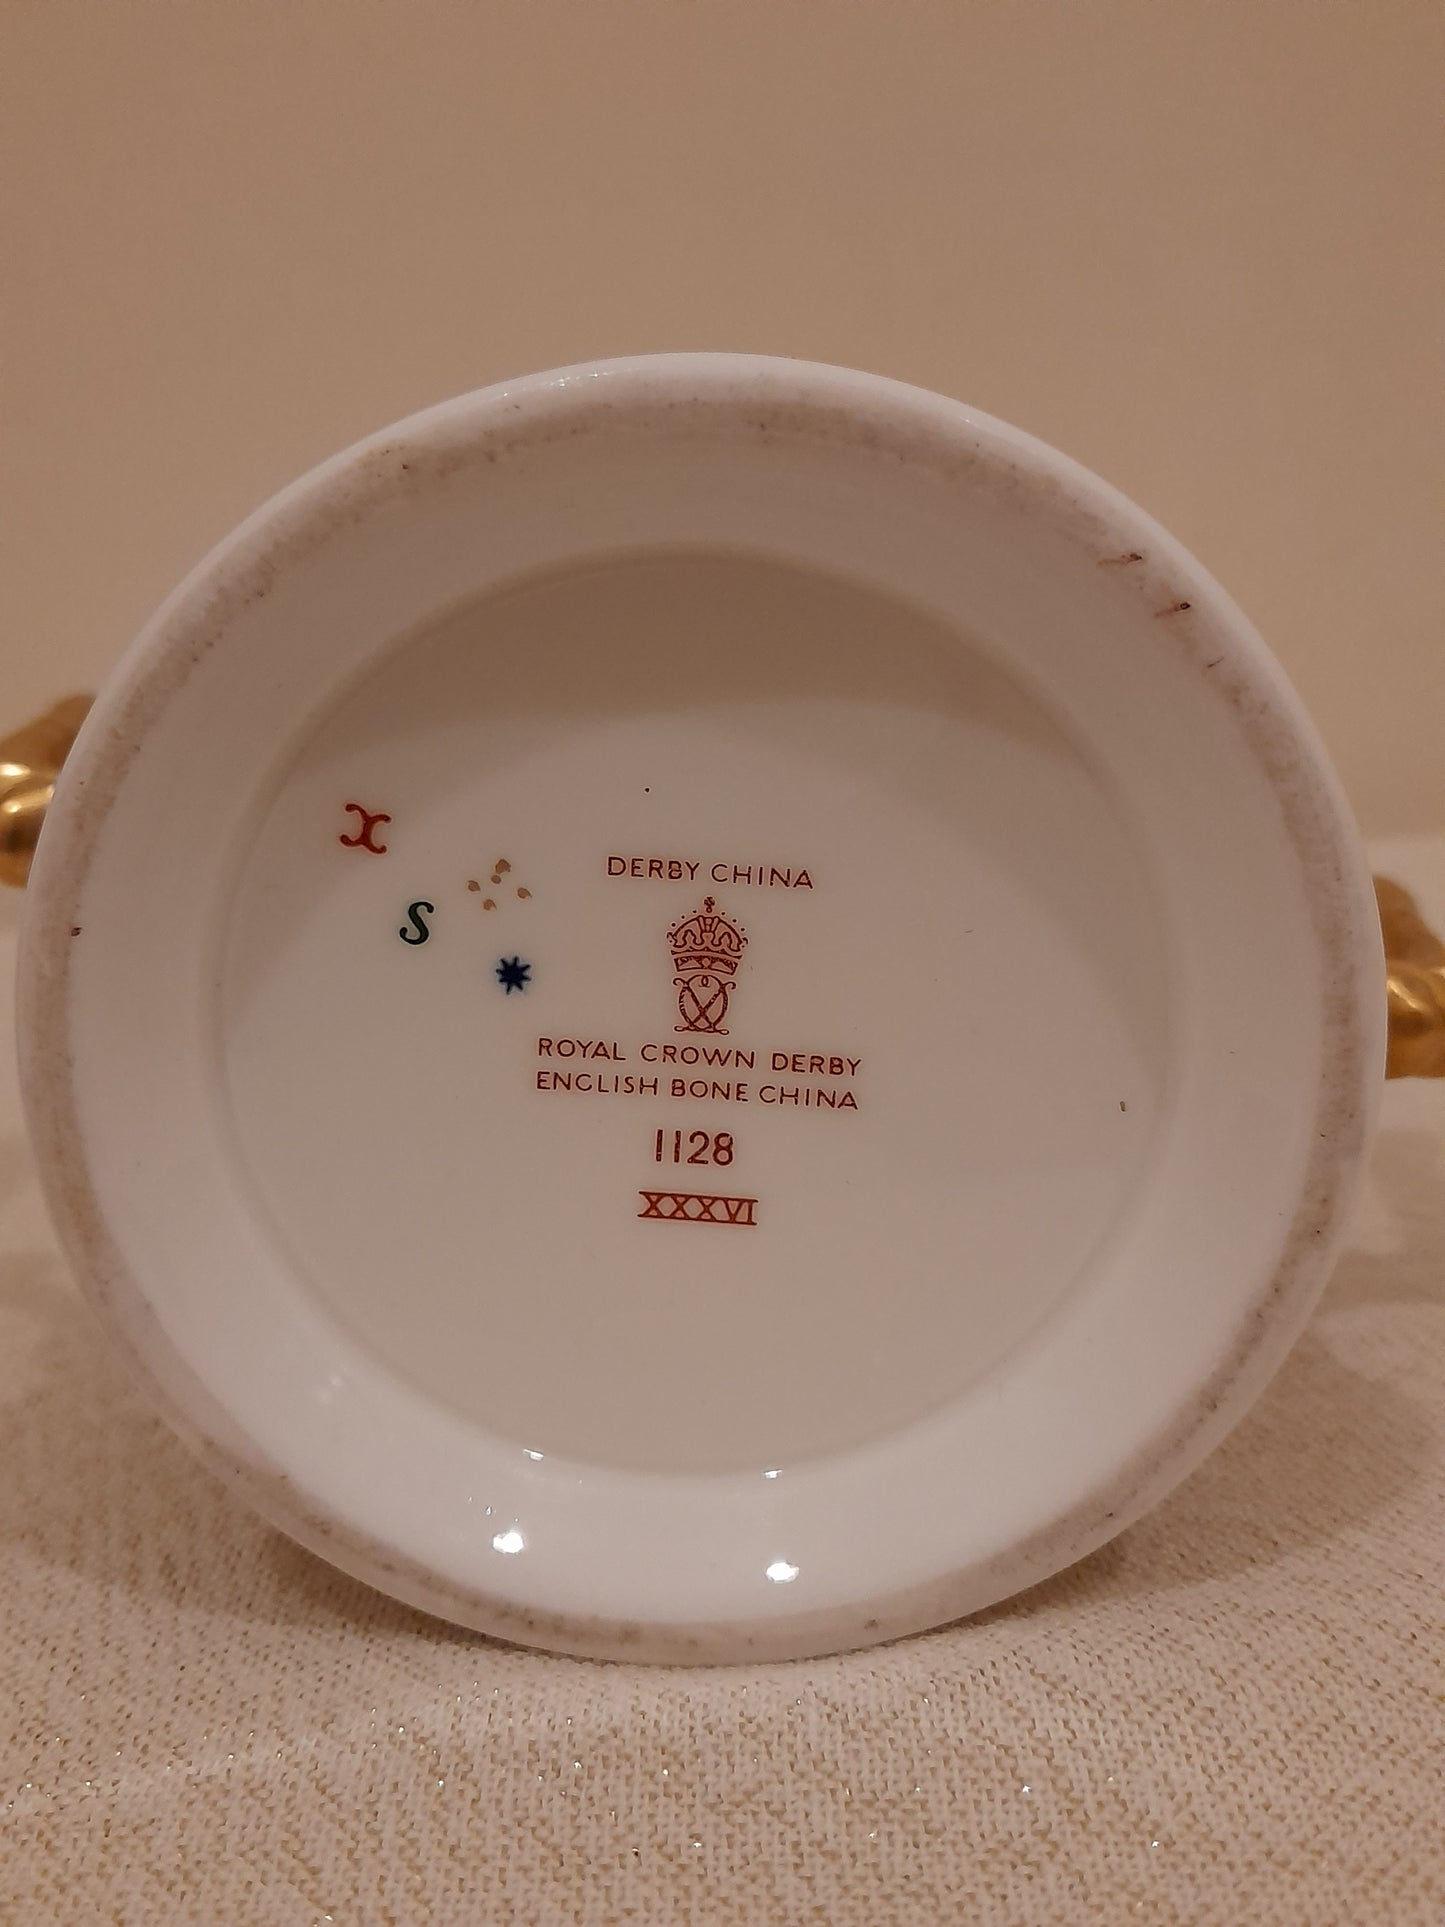 DERBY CHINA
ROYAL CROWN DERBY
ENGLISH BONE CHINA
1128
XXXVI
X
S